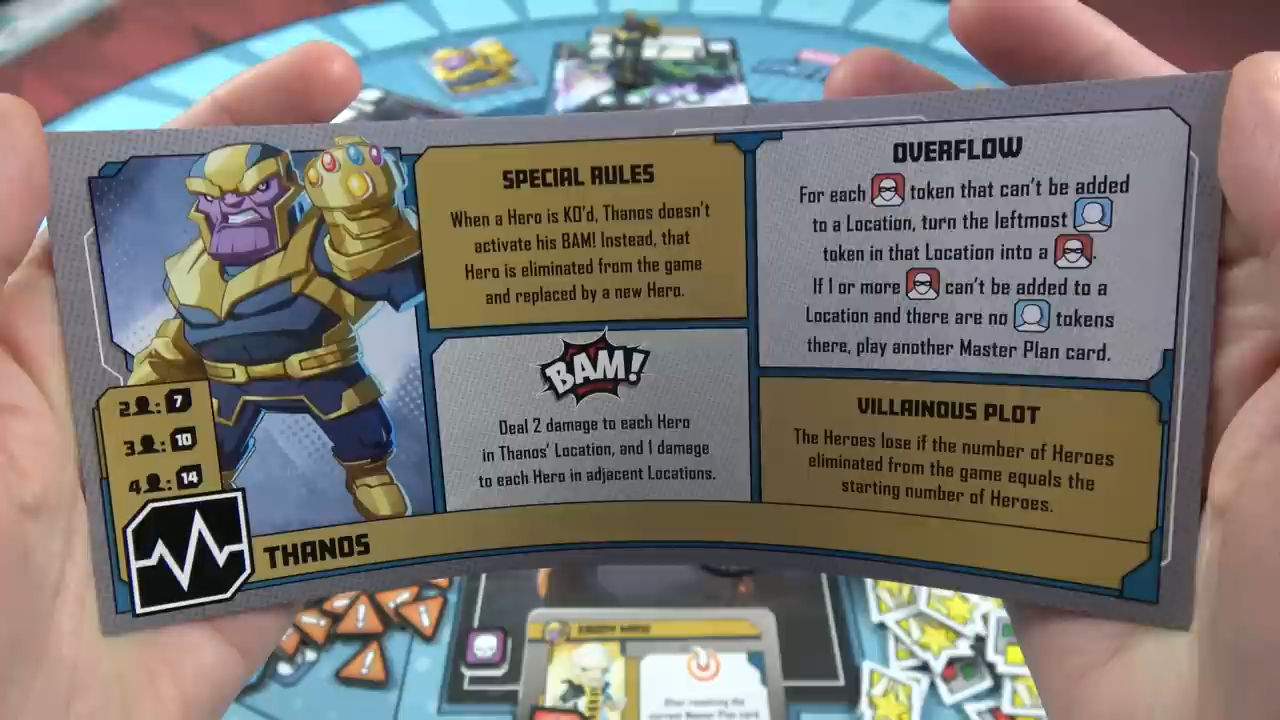 SPECIAL RULES
When a Hero is KO'd, Thanos doesn't
activate his BAM! Instead, that
Hero is eliminated from the game
and replaced by a new Hero.
BAM!
Deal 2 damage to each Hero
in Thanos' Location, and 1 damage
to each Hero in adjacent Locations.
OVERFLOW
For each token that can't be added
to a Location, turn the leftmost
token in that Location into a .
If 1 or more can't be added to a
Location and there are no tokens
there, play another Master Plan card.
VILLAINOUS PLOT
The Heroes lose if the number of Heroes
eliminated from the game equals the
starting number of Heroes.
2 : 7
3 : 10
4 : 14
THANOS